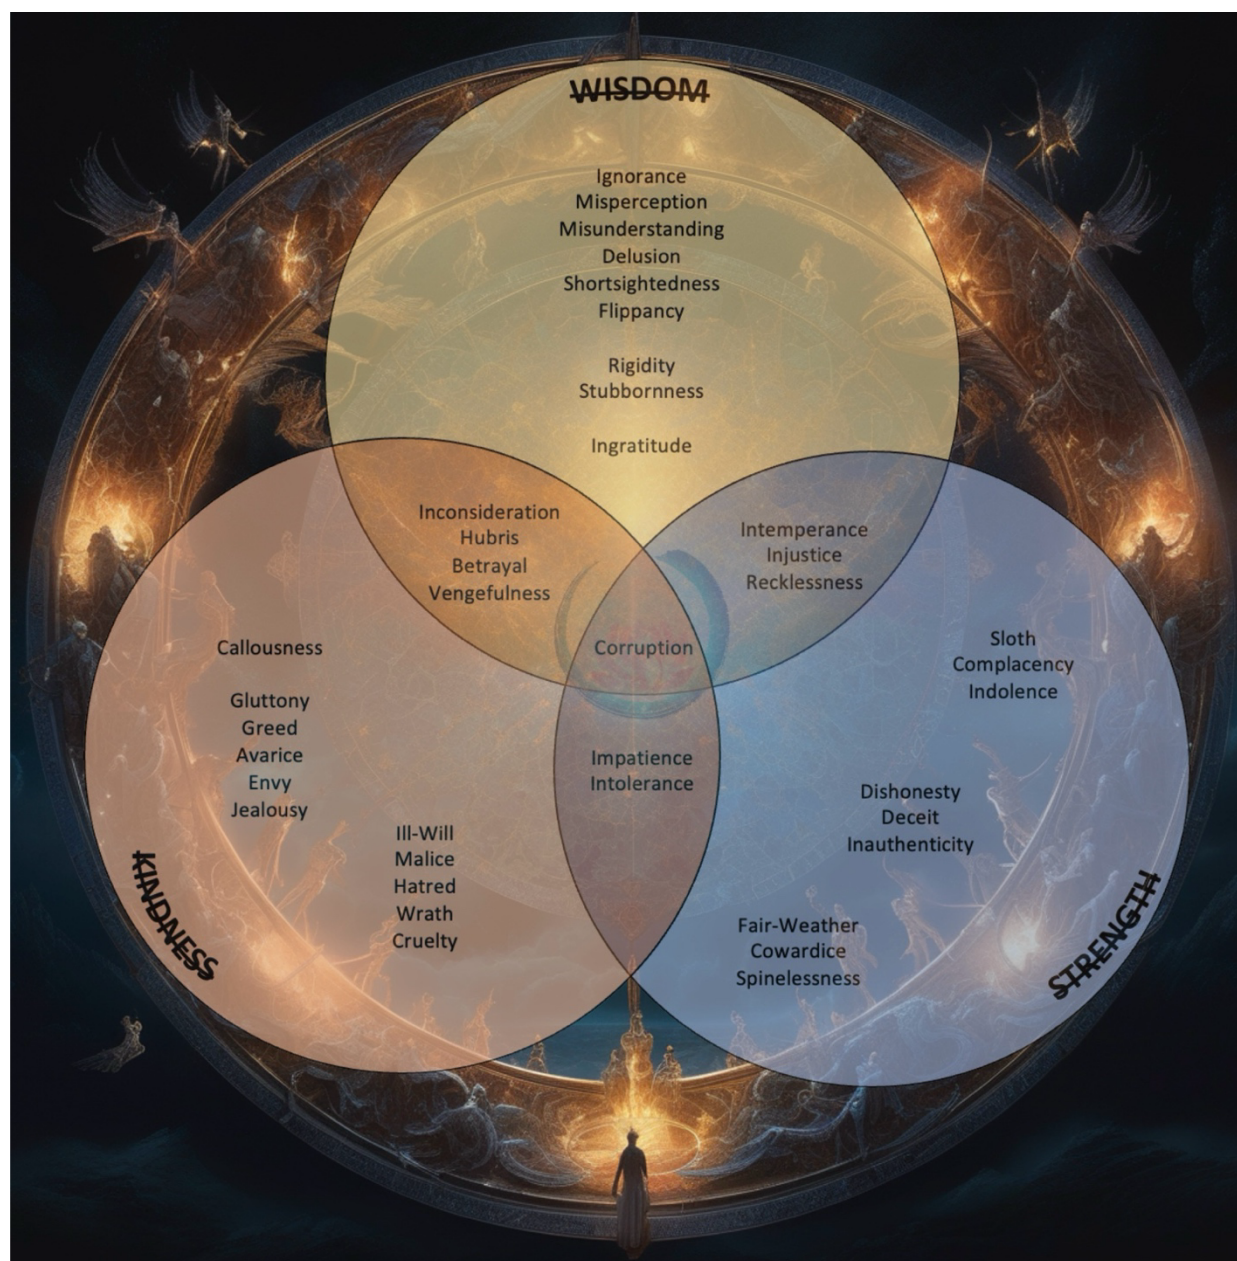 WISDOM
Ignorance
Misperception
Misunderstanding
Delusion
Shortsightedness
Flippancy
Rigidity
Stubbornness
Ingratitude
Inconsideration
Hubris
Betrayal
Vengefulness
Intemperance
Injustice
Recklessness
Corruption
Impatience
Intolerance
Callousness
Gluttony
Greed
Avarice
Envy
Jealousy
Ill-Will
Malice
Hatred
Wrath
Cruelty
KINDNESS
Sloth
Complacency
Indolence
Dishonesty
Deceit
Inauthenticity
Fair-Weather
Cowardice
Spinelessness
STRENGTH